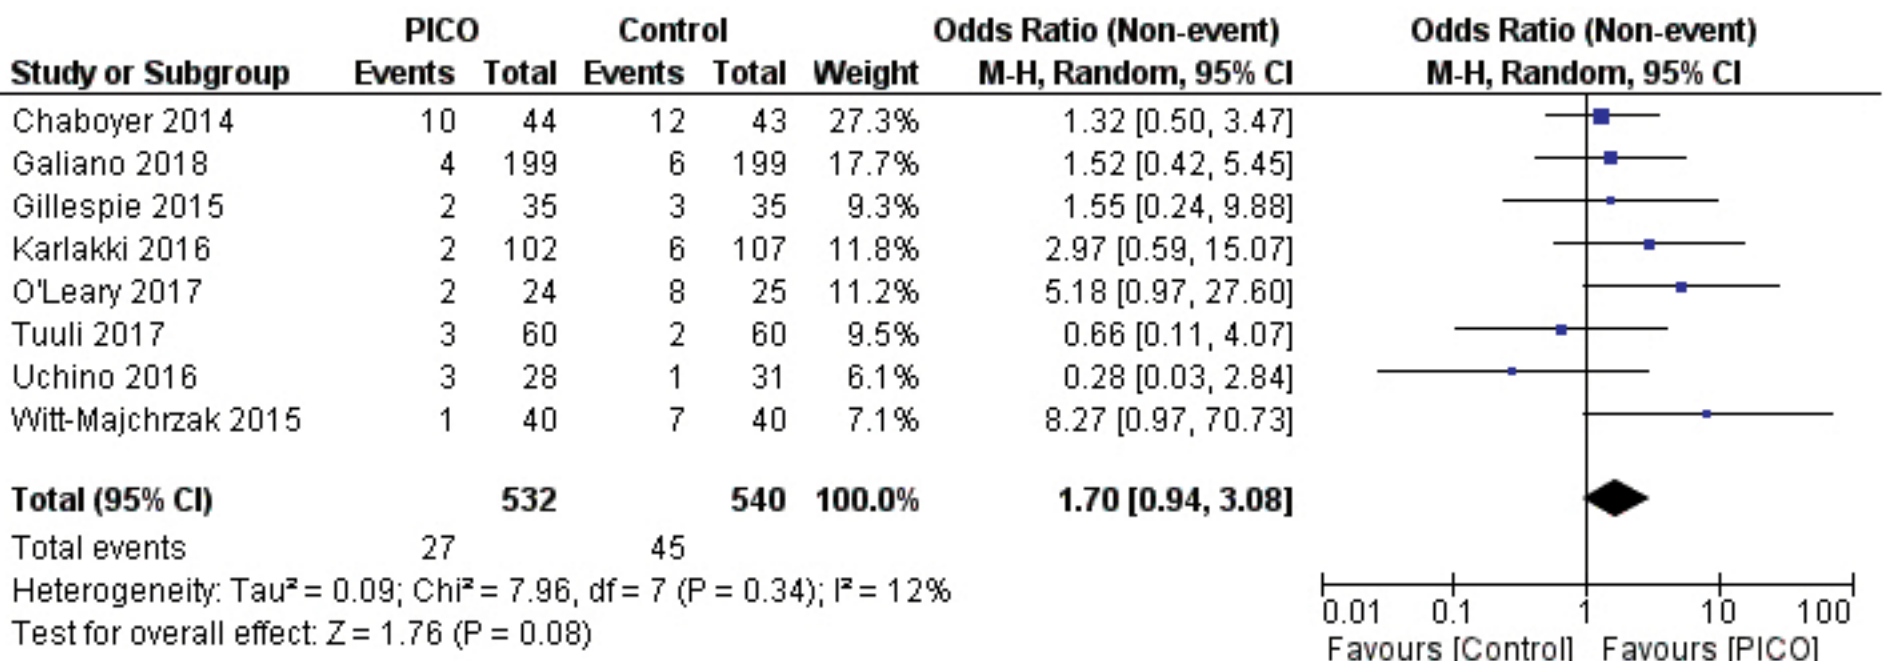 PICO Control Odds Ratio (Non-event) Odds Ratio (Non-event)
Study or Subgroup Events Total Events Total Weight M-H, Random, 95% CI M-H, Random, 95% CI
Chaboyer 2014 10 44 12 43 27.3% 1.32 [0.50, 3.47]
Galiano 2018 4 199 6 199 17.7% 1.52 [0.42, 5.45]
Gillespie 2015 2 35 3 35 9.3% 1.55 [0.24, 9.88]
Karlakki 2016 2 102 6 107 11.8% 2.97 [0.59, 15.07]
O'Leary 2017 2 24 8 25 11.2% 5.18 [0.97, 27.60]
Tuuli 2017 3 60 2 60 9.5% 0.66 [0.11, 4.07]
Uchino 2016 3 28 1 31 6.1% 0.28 [0.03, 2.84]
Witt-Majchrzak 2015 1 40 7 40 7.1% 8.27 [0.97, 70.73]
Total (95% CI) 532 540 100.0% 1.70 [0.94, 3.08]
Total events 27 45
Heterogeneity: Tau² = 0.09; Chi² = 7.96, df = 7 (P = 0.34); I² = 12%
Test for overall effect: Z = 1.76 (P = 0.08)
0.01 0.1 1 10 100
Favours [Control] Favours [PICO]